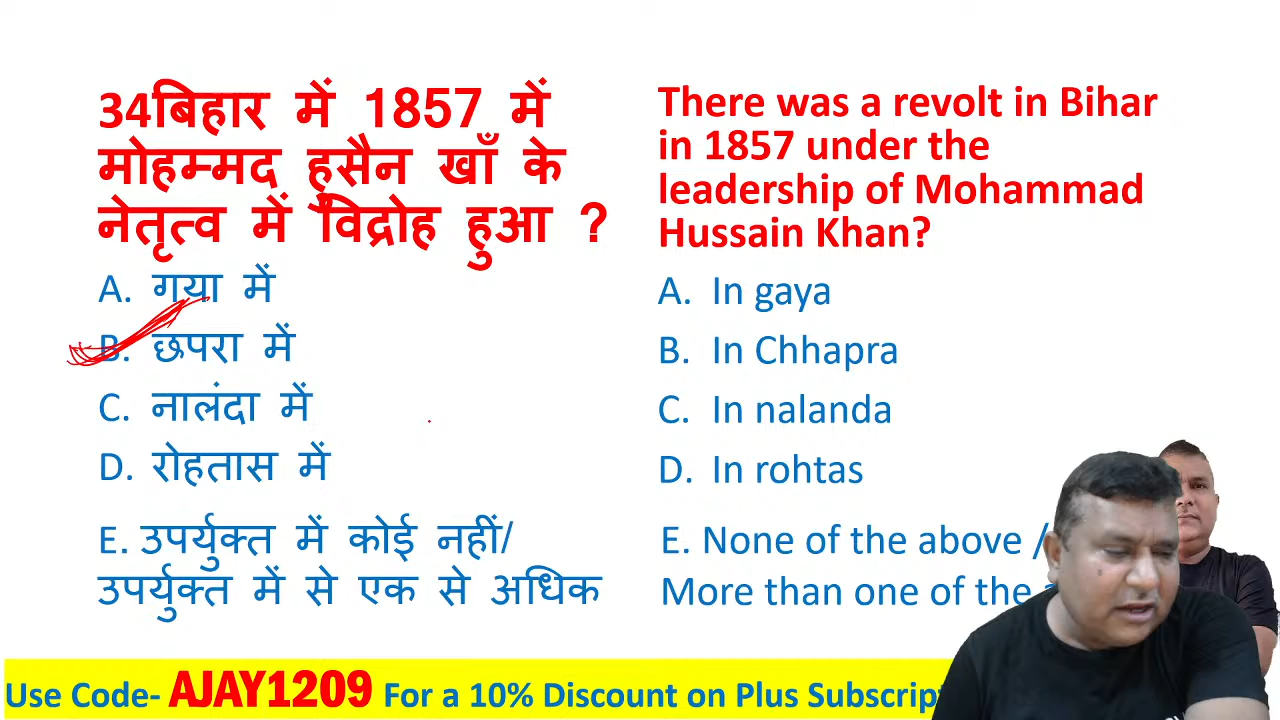 34बिहार में 1857 में
मोहम्मद हुसैन खाँ के
नेतृत्व में विद्रोह हुआ ?
A. गया में
B. छपरा में
C. नालंदा में
D. रोहतास में
E. उपर्युक्त में कोई नहीं/
उपर्युक्त में से एक से अधिक
There was a revolt in Bihar
in 1857 under the
leadership of Mohammad
Hussain Khan?
A. In gaya
B. In Chhapra
C. In nalanda
D. In rohtas
E. None of the above /
More than one of the
Use Code- AJAY1209 For a 10% Discount on Plus